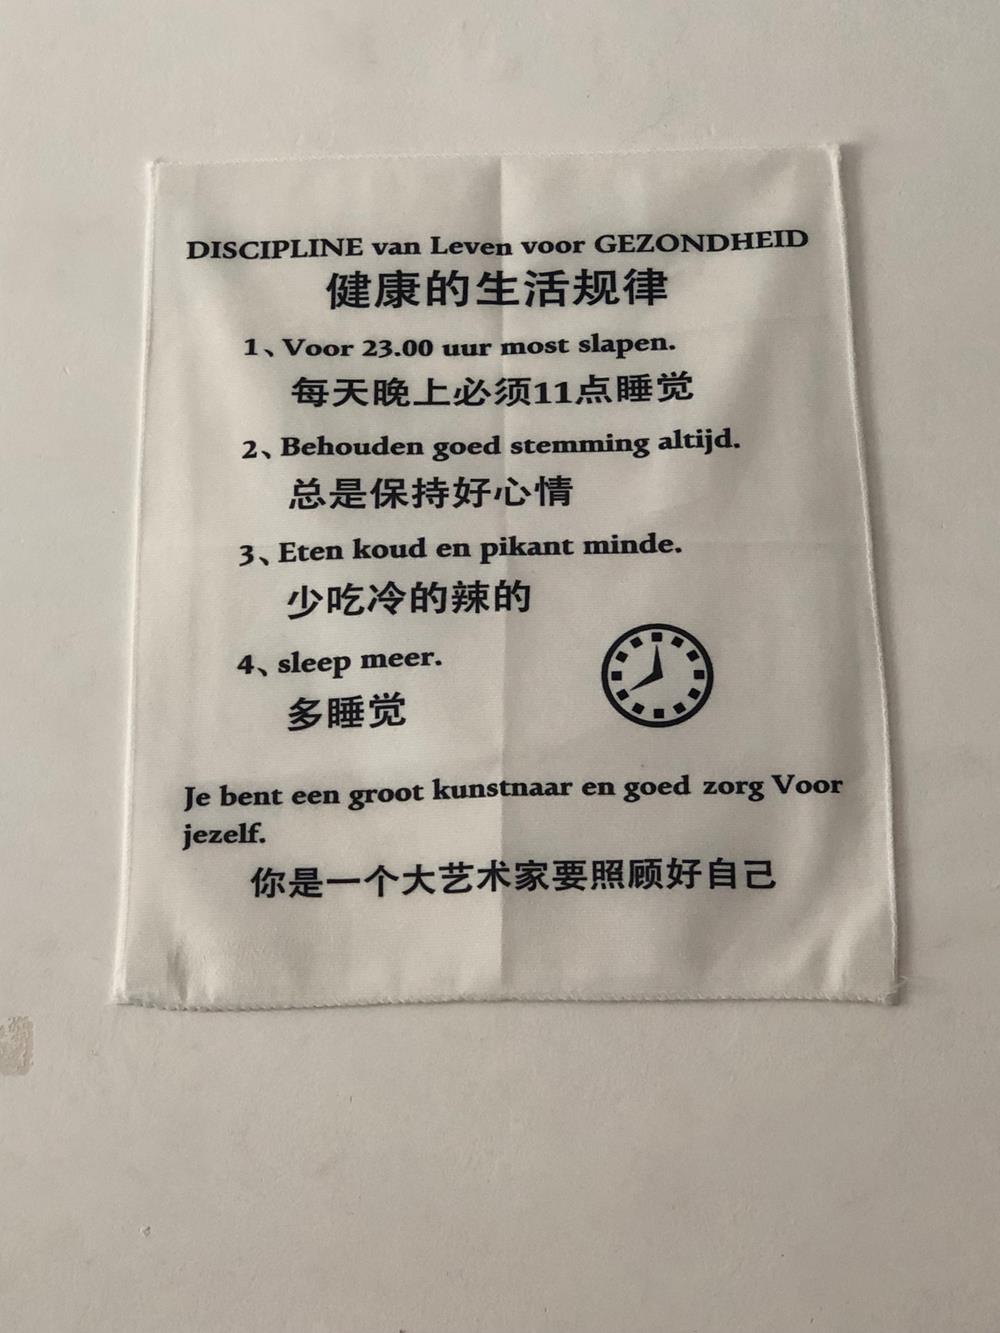 DISCIPLINE van Leven voor GEZONDHEID
健康的生活规律
1、Voor 23.00 uur most slapen.
每天晚上必须11点睡觉
2、Behouden goed stemming altijd.
总是保持好心情
3、Eten koud en pikant minde.
少吃冷的辣的
4、sleep meer.
多睡觉
Je bent een groot kunstnaar en goed zorg Voor
jezelf.
你是一个大艺术家要照顾好自己